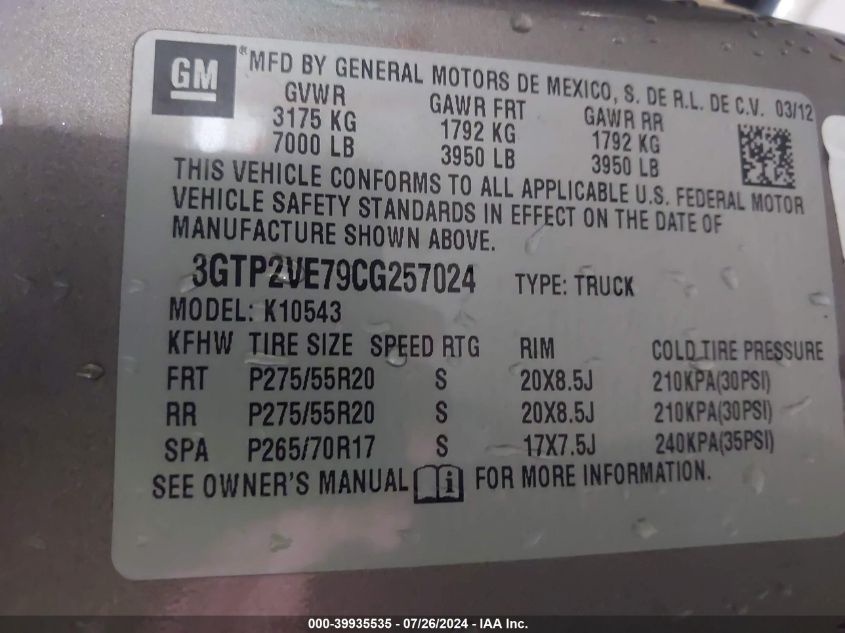 GM
®MFD BY GENERAL MOTORS DE MEXICO, S. DE R.L. DE C.V. 03/12
GVWR GAWR FRT GAWR RR
3175 KG 1792 KG 1792 KG
7000 LB 3950 LB 3950 LB
THIS VEHICLE CONFORMS TO ALL APPLICABLE U.S. FEDERAL MOTOR
VEHICLE SAFETY STANDARDS IN EFFECT ON THE DATE OF
MANUFACTURE SHOWN ABOVE.
3GTP2VE79CG257024 TYPE: TRUCK
MODEL: K10543
KFHW TIRE SIZE SPEED RTG RIM COLD TIRE PRESSURE
FRT P275/55R20 S 20X8.5J 210KPA(30PSI)
RR P275/55R20 S 20X8.5J 210KPA(30PSI)
SPA P265/70R17 S 17X7.5J 240KPA(35PSI)
SEE OWNER'S MANUAL i FOR MORE INFORMATION.
000-39935535 - 07/26/2024 - IAA Inc.